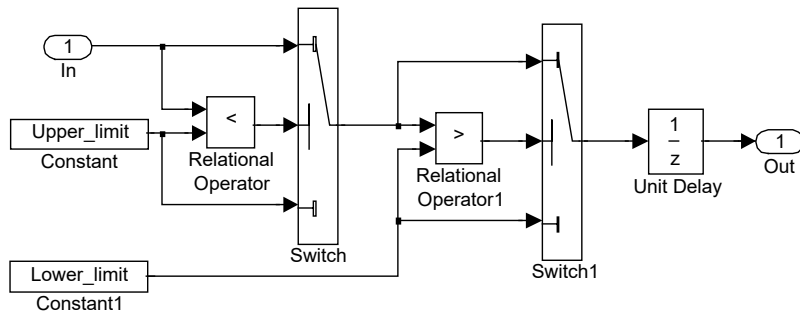 1
In
Upper_limit
Constant
<
Relational
Operator
Switch
Lower_limit
Constant1
>
Relational
Operator1
Switch1
1
z
Unit Delay
1
Out